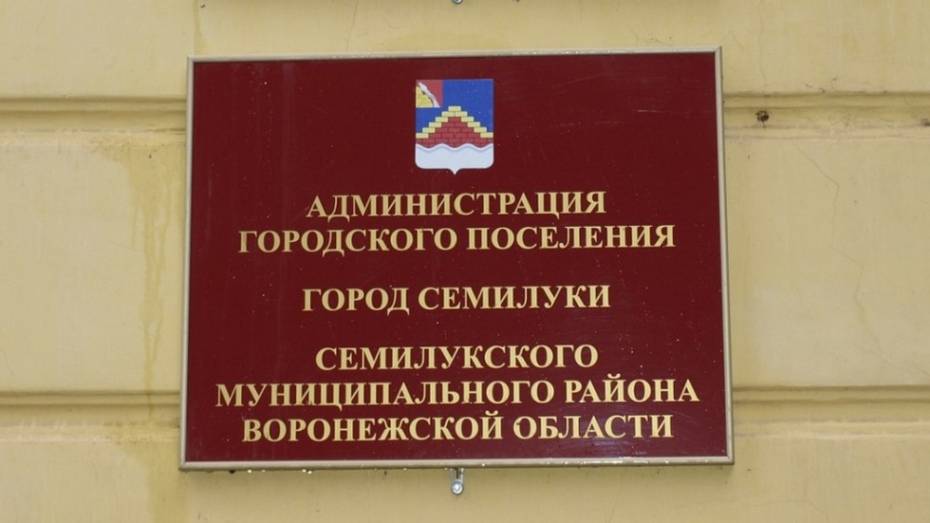 АДМИНИСТРАЦИЯ
ГОРОДСКОГО ПОСЕЛЕНИЯ
ГОРОД СЕМИЛУКИ
СЕМИЛУКСКОГО
МУНИЦИПАЛЬНОГО РАЙОНА
ВОРОНЕЖСКОЙ ОБЛАСТИ